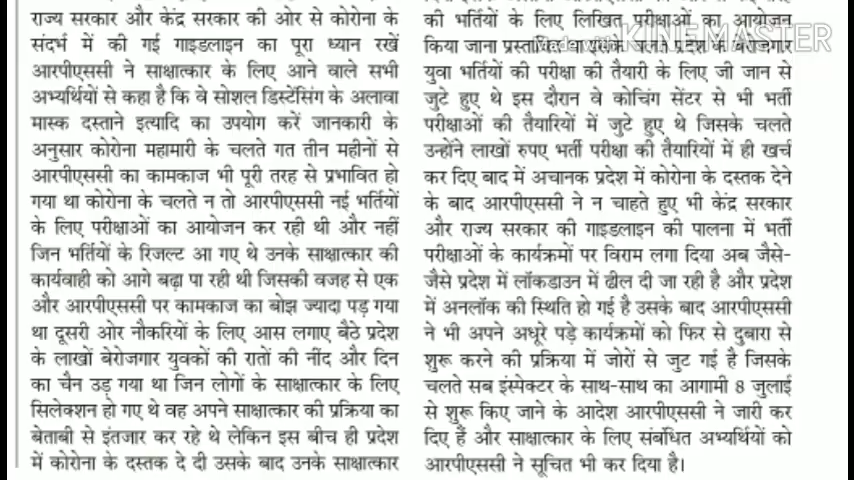 राज्य सरकार और केंद्र सरकार की ओर से कोरोना के
संदर्भ में की गई गाइडलाइन का पूरा ध्यान रखें
आरपीएससी ने साक्षात्कार के लिए आने वाले सभी
अभ्यर्थियों से कहा है कि वे सोशल डिस्टेंसिंग के अलावा
मास्क दस्ताने इत्यादि का उपयोग करें जानकारी के
अनुसार कोरोना महामारी के चलते गत तीन महीनों से
आरपीएससी का कामकाज भी पूरी तरह से प्रभावित हो
गया था कोरोना के चलते न तो आरपीएससी नई भर्तियों
के लिए परीक्षाओं का आयोजन कर रही थी और नहीं
जिन भर्तियों के रिजल्ट आ गए थे उनके साक्षात्कार की
कार्यवाही को आगे बढ़ा पा रही थी जिसकी वजह से एक
और आरपीएससी पर कामकाज का बोझ ज्यादा पड़ गया
था दूसरी ओर नौकरियों के लिए आस लगाए बैठे प्रदेश
के लाखों बेरोजगार युवकों की रातों की नींद और दिन
का चैन उड़ गया था जिन लोगों के साक्षात्कार के लिए
सिलेक्शन हो गए थे वह अपने साक्षात्कार की प्रक्रिया का
बेताबी से इंतजार कर रहे थे लेकिन इस बीच ही प्रदेश
में कोरोना के दस्तक दे दी उसके बाद उनके साक्षात्कार
की भर्तियों के लिए लिखित परीक्षाओं का आयोजन
किया जाना प्रस्तावित था इसके चलते प्रदेश के बेरोजगार
युवा भर्तियों की परीक्षा की तैयारी के लिए जी जान से
जुटे हुए थे इस दौरान वे कोचिंग सेंटर से भी भर्ती
परीक्षाओं की तैयारियों में जुटे हुए थे जिसके चलते
उन्होंने लाखों रुपए भर्ती परीक्षा की तैयारियों में ही खर्च
कर दिए बाद में अचानक प्रदेश में कोरोना के दस्तक देने
के बाद आरपीएससी ने न चाहते हुए भी केंद्र सरकार
और राज्य सरकार की गाइडलाइन की पालना में भर्ती
परीक्षाओं के कार्यक्रमों पर विराम लगा दिया अब जैसे-
जैसे प्रदेश में लॉकडाउन में ढील दी जा रही है और प्रदेश
में अनलॉक की स्थिति हो गई है उसके बाद आरपीएससी
ने भी अपने अधूरे पड़े कार्यक्रमों को फिर से दुबारा से
शुरू करने की प्रक्रिया में जोरों से जुट गई है जिसके
चलते सब इंस्पेक्टर के साथ-साथ का आगामी 8 जुलाई
से शुरू किए जाने के आदेश आरपीएससी ने जारी कर
दिए हैं और साक्षात्कार के लिए संबंधित अभ्यर्थियों को
आरपीएससी ने सूचित भी कर दिया है।
Made with KINEMASTER